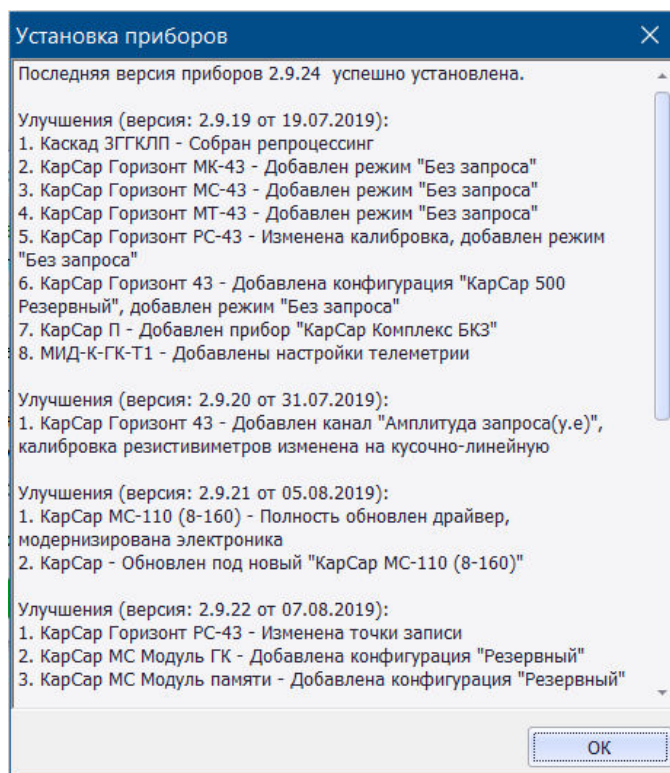 Установка приборов
Последняя версия приборов 2.9.24 успешно установлена.
Улучшения (версия: 2.9.19 от 19.07.2019):
1. Каскад 3ГГКЛП - Собран репроцессинг
2. КарСар Горизонт МК-43 - Добавлен режим "Без запроса"
3. КарСар Горизонт МС-43 - Добавлен режим "Без запроса"
4. КарСар Горизонт МТ-43 - Добавлен режим "Без запроса"
5. КарСар Горизонт РС-43 - Изменена калибровка, добавлен режим
"Без запроса"
6. КарСар Горизонт 43 - Добавлена конфигурация "КарСар 500
Резервный", добавлен режим "Без запроса"
7. КарСар П - Добавлен прибор "КарСар Комплекс БКЗ"
8. МИД-К-ГК-Т1 - Добавлены настройки телеметрии
Улучшения (версия: 2.9.20 от 31.07.2019):
1. КарСар Горизонт 43 - Добавлен канал "Амплитуда запроса(у.е)",
калибровка резистивиметров изменена на кусочно-линейную
Улучшения (версия: 2.9.21 от 05.08.2019):
1. КарСар МС-110 (8-160) - Полность обновлен драйвер,
модернизирована электроника
2. КарСар - Обновлен под новый "КарСар МС-110 (8-160)"
Улучшения (версия: 2.9.22 от 07.08.2019):
1. КарСар Горизонт РС-43 - Изменена точки записи
2. КарСар МС Модуль ГК - Добавлена конфигурация "Резервный"
3. КарСар МС Модуль памяти - Добавлена конфигурация "Резервный"
ОК